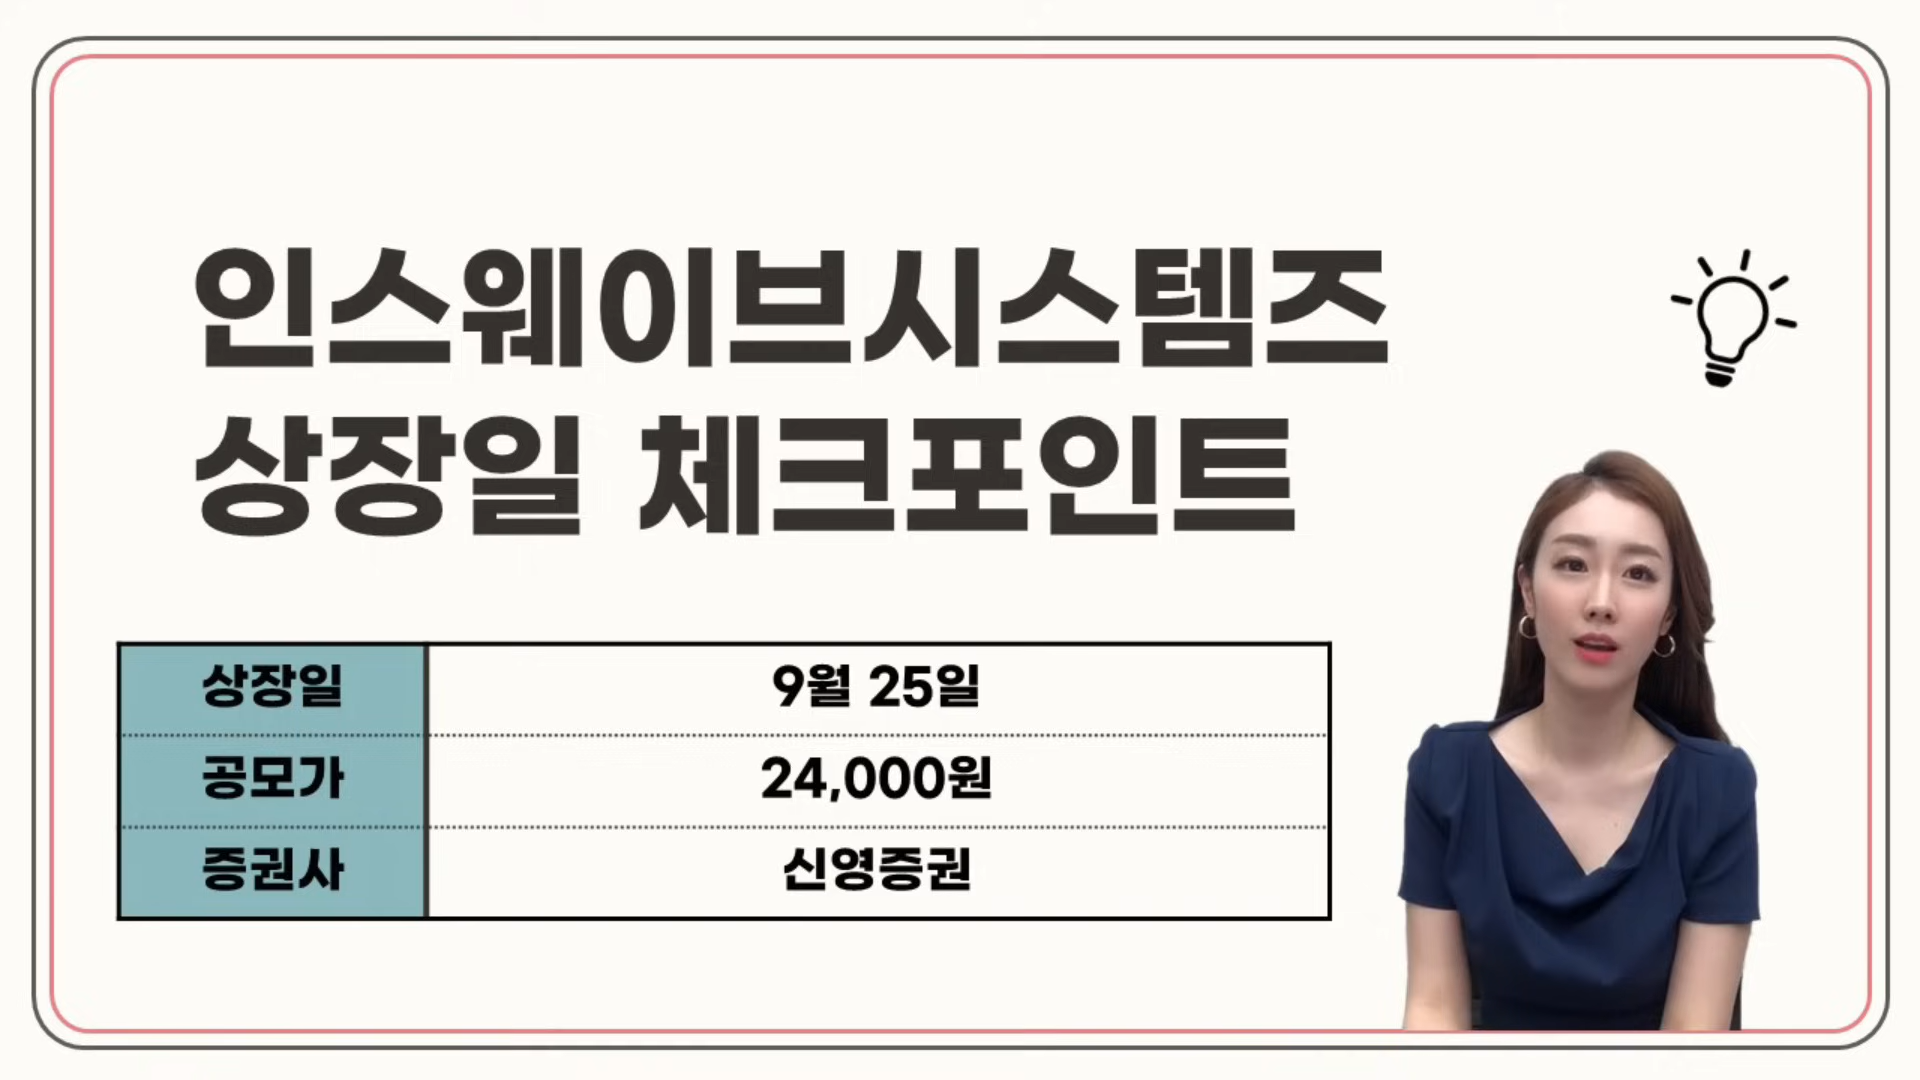 인스웨이브시스템즈
상장일 체크포인트
상장일 9월 25일
공모가 24,000원
증권사 신영증권